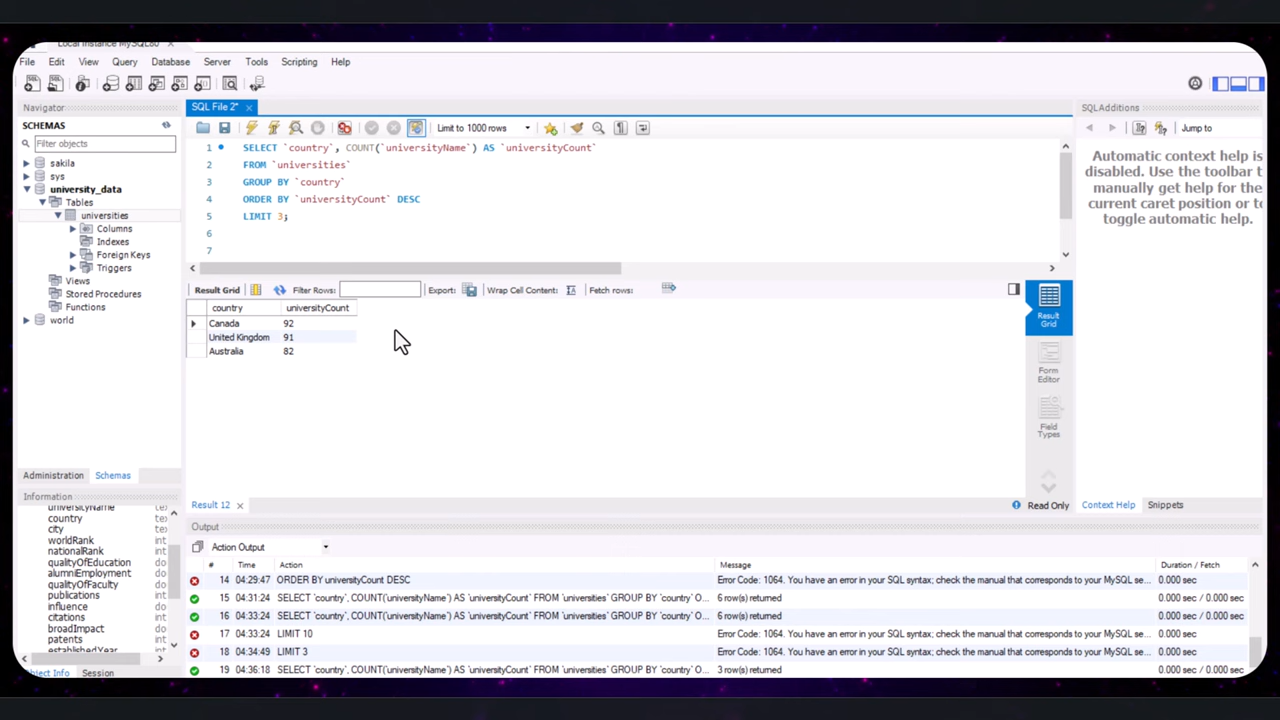 Local instance MySQL80
File Edit View Query Database Server Tools Scripting Help
Navigator
SCHEMAS
Filter objects
sakila
sys
university_data
Tables
universities
Columns
Indexes
Foreign Keys
Triggers
Views
Stored Procedures
Functions
world
Administration Schemas
Information
universityName
country tex
city tex
worldRank int
nationalRank int
qualityOfEducation int
alumniEmployment int
qualityOfFaculty int
publications int
influence int
citations int
broadImpact int
patents int
establishedYear
Object Info Session
SQL File 2*
Limit to 1000 rows
1 SELECT `country`, COUNT(`universityName`) AS `universityCount`
2 FROM `universities`
3 GROUP BY `country`
4 ORDER BY `universityCount` DESC
5 LIMIT 3;
6
7
Result Grid Filter Rows: Export: Wrap Cell Content: Fetch rows:
country universityCount
Canada 92
United Kingdom 91
Australia 82
Result Grid
Form Editor
Field Types
Result 12
Read Only
SQLAdditions
Jump to
Automatic context help is
disabled. Use the toolbar to
manually get help for the
current caret position or to
toggle automatic help.
Context Help Snippets
Output
Action Output
# Time Action Message Duration / Fetch
14 04:29:47 ORDER BY universityCount DESC Error Code: 1064. You have an error in your SQL syntax; check the manual that corresponds to your MySQL se... 0.000 sec
15 04:31:24 SELECT `country`, COUNT(`universityName`) AS `universityCount` FROM `universities` GROUP BY `country` O... 6 row(s) returned 0.000 sec / 0.000 sec
16 04:33:24 SELECT `country`, COUNT(`universityName`) AS `universityCount` FROM `universities` GROUP BY `country` O... 6 row(s) returned 0.000 sec / 0.000 sec
17 04:33:24 LIMIT 10 Error Code: 1064. You have an error in your SQL syntax; check the manual that corresponds to your MySQL se... 0.000 sec
18 04:34:49 LIMIT 3 Error Code: 1064. You have an error in your SQL syntax; check the manual that corresponds to your MySQL se... 0.000 sec
19 04:36:18 SELECT `country`, COUNT(`universityName`) AS `universityCount` FROM `universities` GROUP BY `country` O... 3 row(s) returned 0.000 sec / 0.000 sec